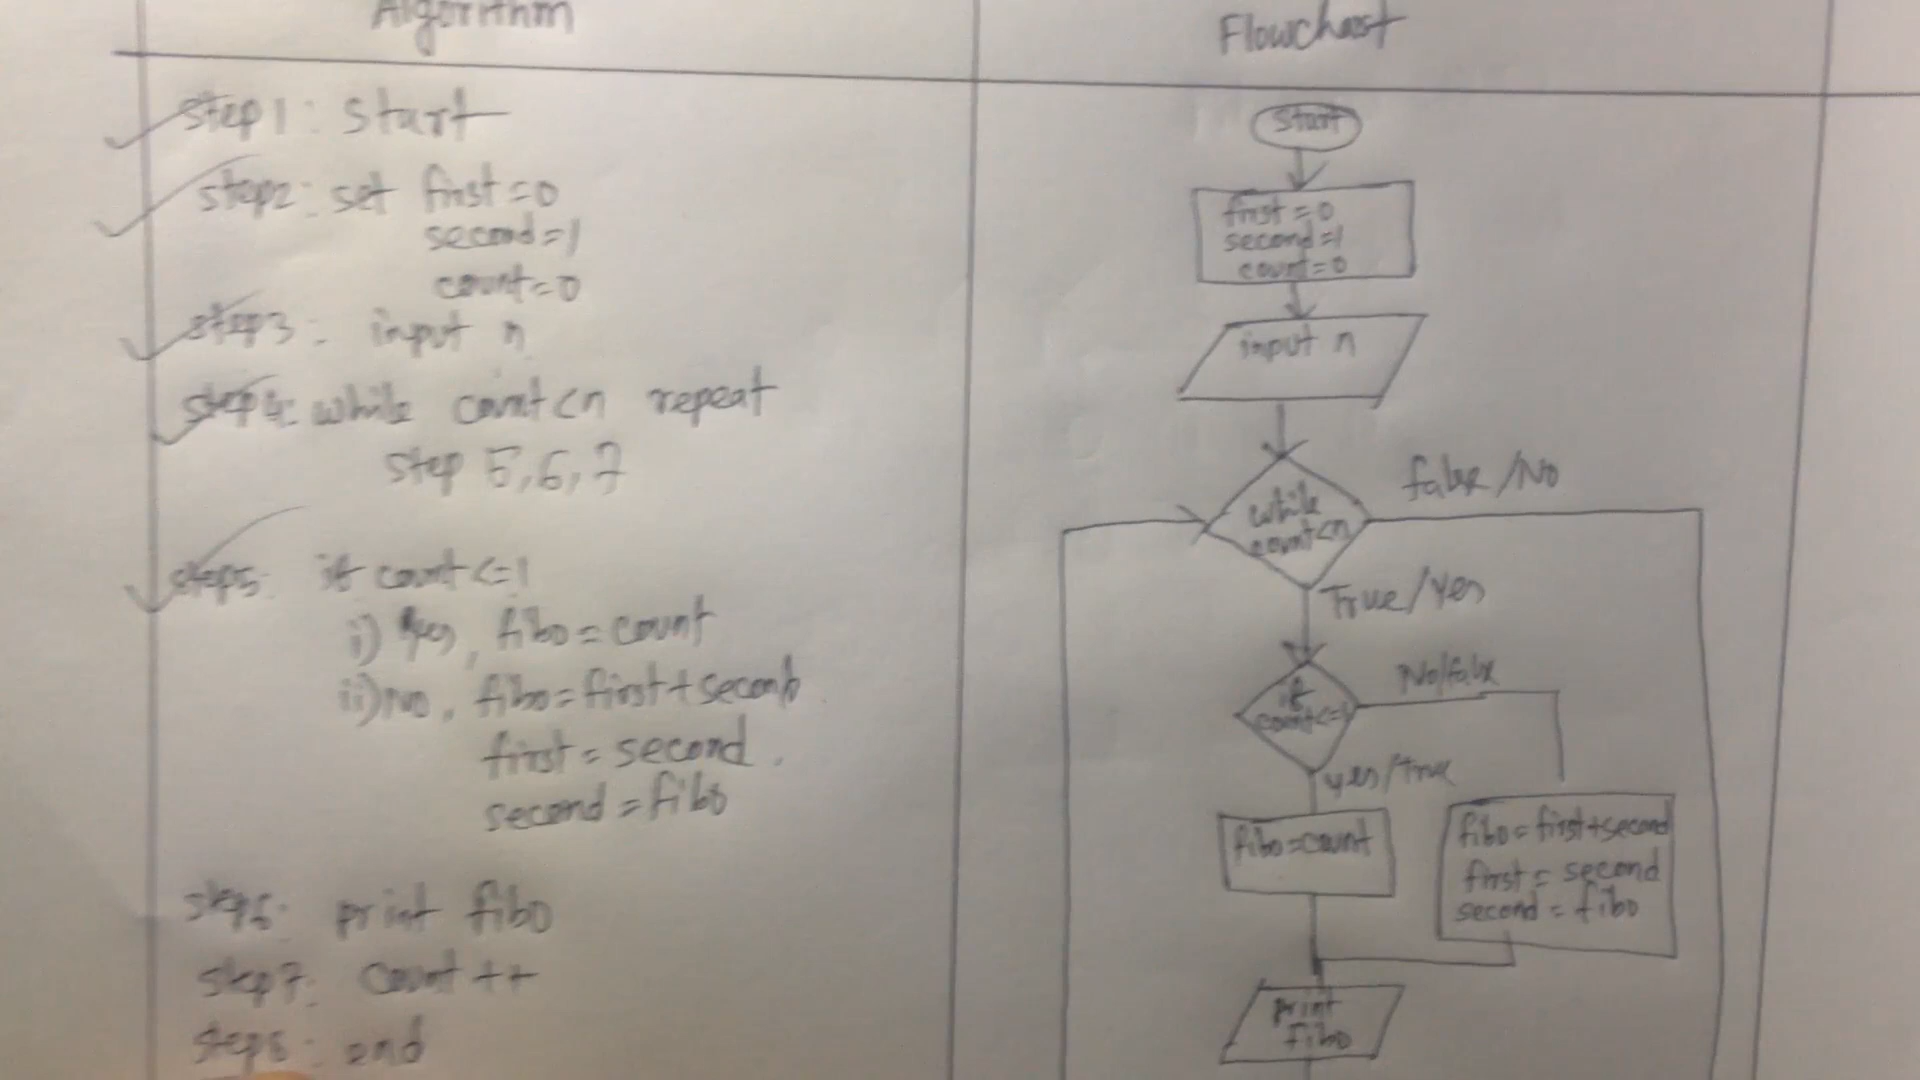 Algorithm
step1: start
step2: set first=0
second=1
count=0
step3: input n
step4: while count<n repeat
step 5,6,7
step5: if count<=1
i) yes, fibo=count
ii) No, fibo=first+second
first=second.
second=fibo
step6: print fibo
step7: count++
step8: end
Flowchart
start
first=0
second=1
count=0
input n
while
count<n
false/No
True/Yes
if
count<=1
No/false
yes/true
fibo=count
fibo=first+second
first=second
second=fibo
print
fibo